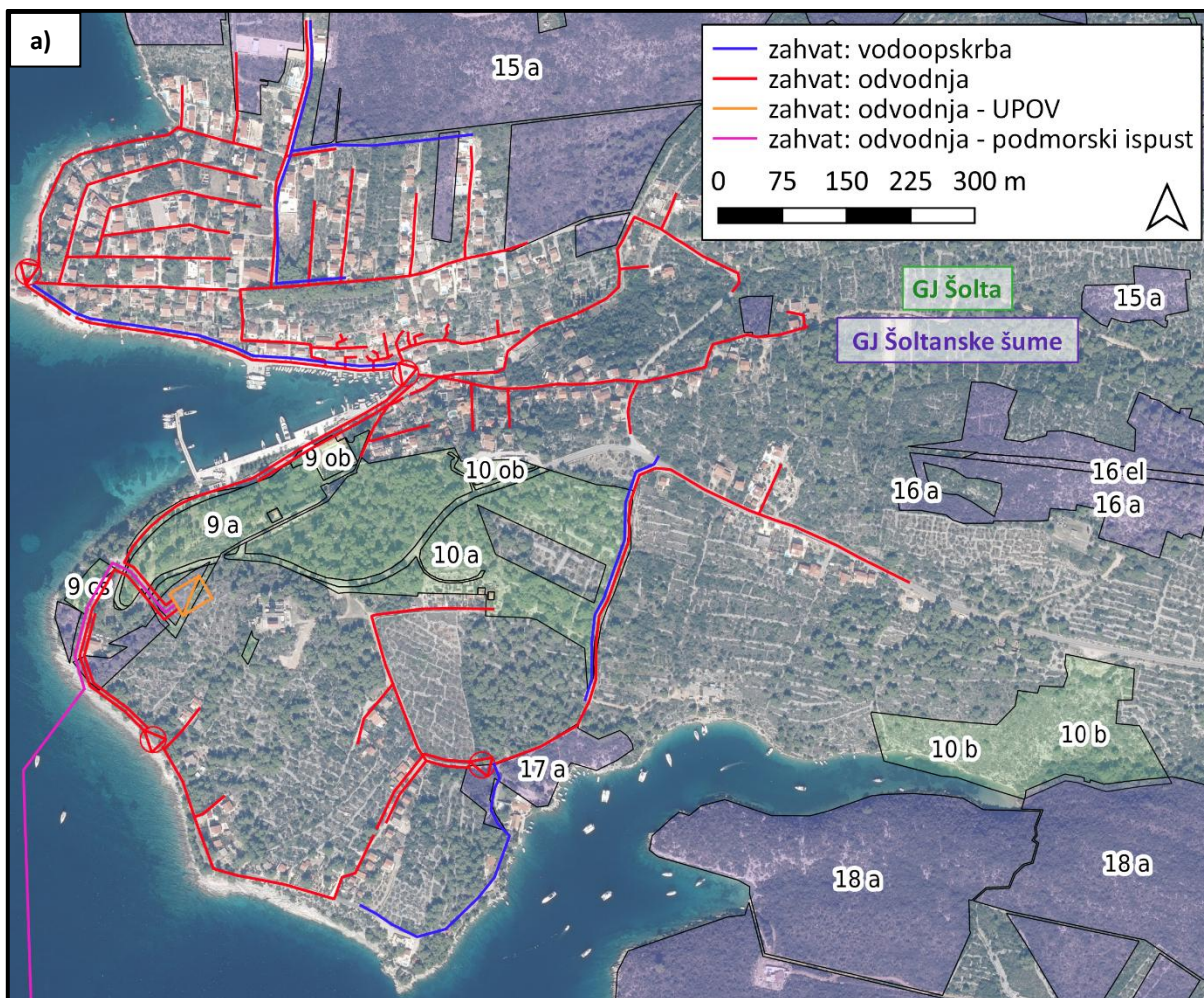 a)
zahvat: vodoopskrba
zahvat: odvodnja
zahvat: odvodnja - UPOV
zahvat: odvodnja - podmorski ispust
0 75 150 225 300 m
15 a
GJ Šolta
15 a
GJ Šoltanske šume
9 ob
10 ob
16 el
16 a
16 a
9 a
10 a
9 cs
10 b
10 b
17 a
18 a
18 a